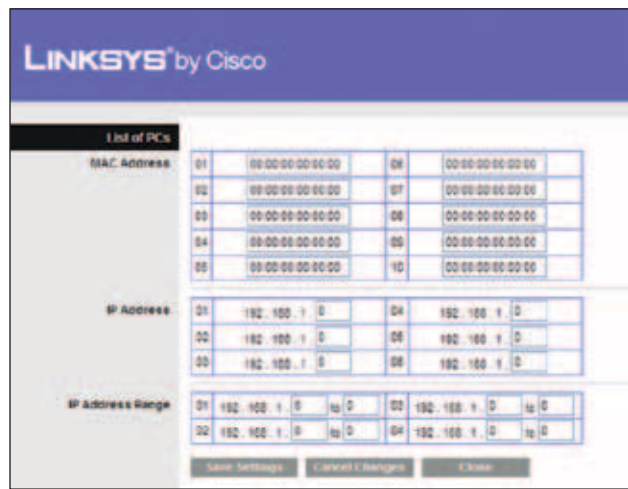 LINKSYS® by Cisco
List of PCs
MAC Address
01 00:00:00:00:00:00 06 00:00:00:00:00:00
02 00:00:00:00:00:00 07 00:00:00:00:00:00
03 00:00:00:00:00:00 08 00:00:00:00:00:00
04 00:00:00:00:00:00 09 00:00:00:00:00:00
05 00:00:00:00:00:00 10 00:00:00:00:00:00
IP Address
01 192 . 168 . 1 . 0 04 192 . 168 . 1 . 0
02 192 . 168 . 1 . 0 05 192 . 168 . 1 . 0
03 192 . 168 . 1 . 0 06 192 . 168 . 1 . 0
IP Address Range
01 192 . 168 . 1 . 0 to 0 03 192 . 168 . 1 . 0 to 0
02 192 . 168 . 1 . 0 to 0 04 192 . 168 . 1 . 0 to 0
Save Settings Cancel Changes Close